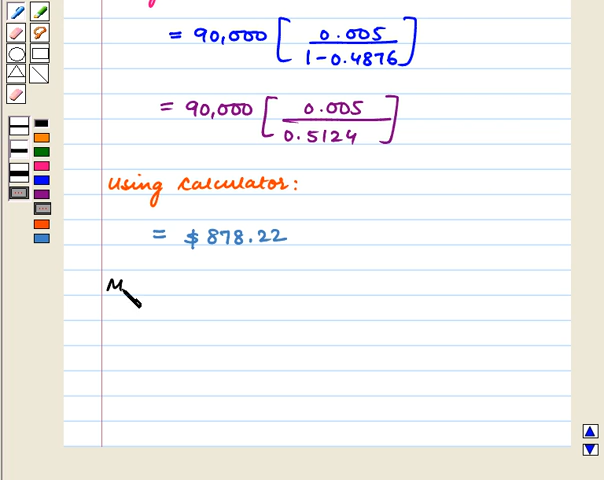 = 90,000 [ 0.005 / 1-0.4876 ]
= 90,000 [ 0.005 / 0.5124 ]
Using Calculator:
= $ 878.22
M